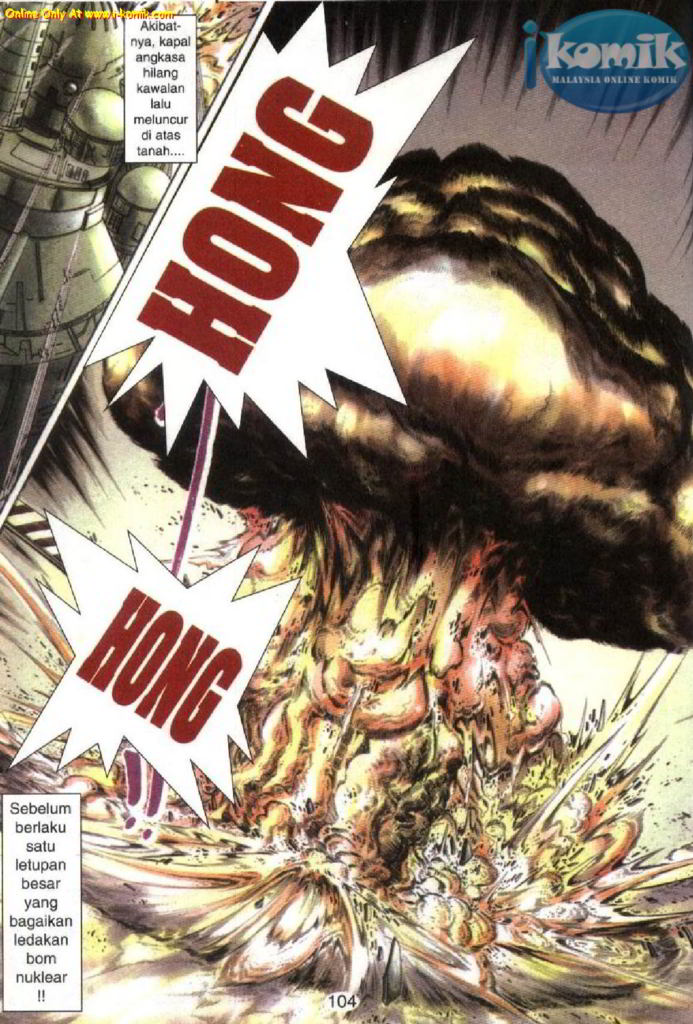 Online Only At www.i-komik.com
ikomik
MALAYSIA ONLINE KOMIK
Akibat-
nya, kapal
angkasa
hilang
kawalan
lalu
meluncur
di atas
tanah....
HONG
HONG
Sebelum
berlaku
satu
letupan
besar
yang
bagaikan
ledakan
bom
nuklear
!!
104